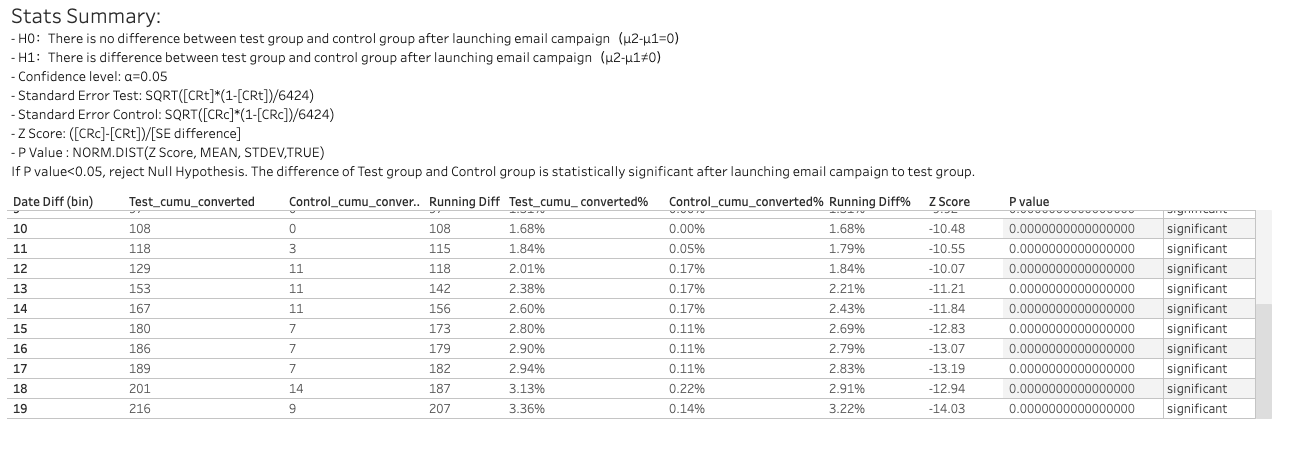 Stats Summary:
- H0： There is no difference between test group and control group after launching email campaign（μ2-μ1=0)
- H1： There is difference between test group and control group after launching email campaign（μ2-μ1≠0)
- Confidence level: α=0.05
- Standard Error Test: SQRT([CRt]*(1-[CRt])/6424)
- Standard Error Control: SQRT([CRc]*(1-[CRc])/6424)
- Z Score: ([CRc]-[CRt])/[SE difference]
- P Value : NORM.DIST(Z Score, MEAN, STDEV,TRUE)
If P value<0.05, reject Null Hypothesis. The difference of Test group and Control group is statistically significant after launching email campaign to test group.
Date Diff (bin) Test_cumu_converted Control_cumu_conver.. Running Diff Test_cumu_ converted% Control_cumu_converted% Running Diff% Z Score P value
10 108 0 108 1.68% 0.00% 1.68% -10.48 0.0000000000000000 significant
11 118 3 115 1.84% 0.05% 1.79% -10.55 0.0000000000000000 significant
12 129 11 118 2.01% 0.17% 1.84% -10.07 0.0000000000000000 significant
13 153 11 142 2.38% 0.17% 2.21% -11.21 0.0000000000000000 significant
14 167 11 156 2.60% 0.17% 2.43% -11.84 0.0000000000000000 significant
15 180 7 173 2.80% 0.11% 2.69% -12.83 0.0000000000000000 significant
16 186 7 179 2.90% 0.11% 2.79% -13.07 0.0000000000000000 significant
17 189 7 182 2.94% 0.11% 2.83% -13.19 0.0000000000000000 significant
18 201 14 187 3.13% 0.22% 2.91% -12.94 0.0000000000000000 significant
19 216 9 207 3.36% 0.14% 3.22% -14.03 0.0000000000000000 significant